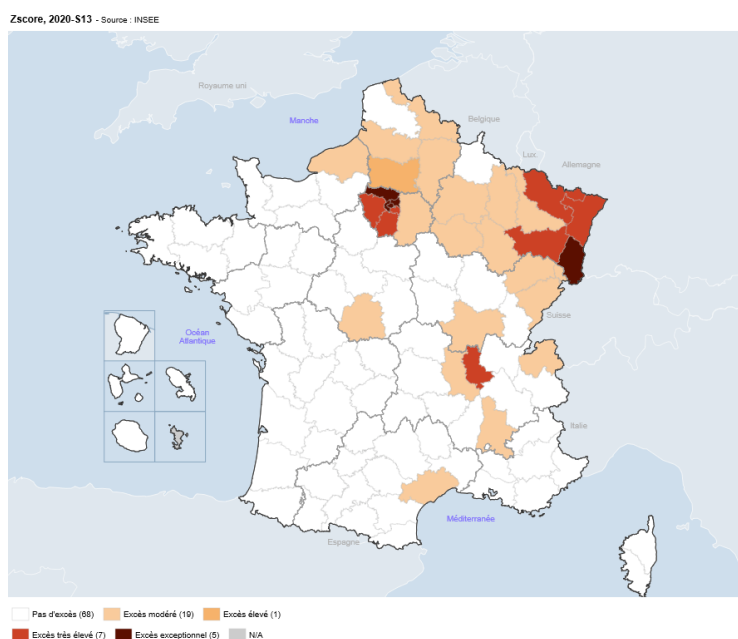 Zscore, 2020-S13 - Source : INSEE
Royaume uni
Manche
Belgique
Lux.
Allemagne
Suisse
Océan
Atlantique
Italie
Méditerranée
Espagne
Pas d'excès (68)
Excès modéré (19)
Excès élevé (1)
Excès très élevé (7)
Excès exceptionnel (5)
N/A